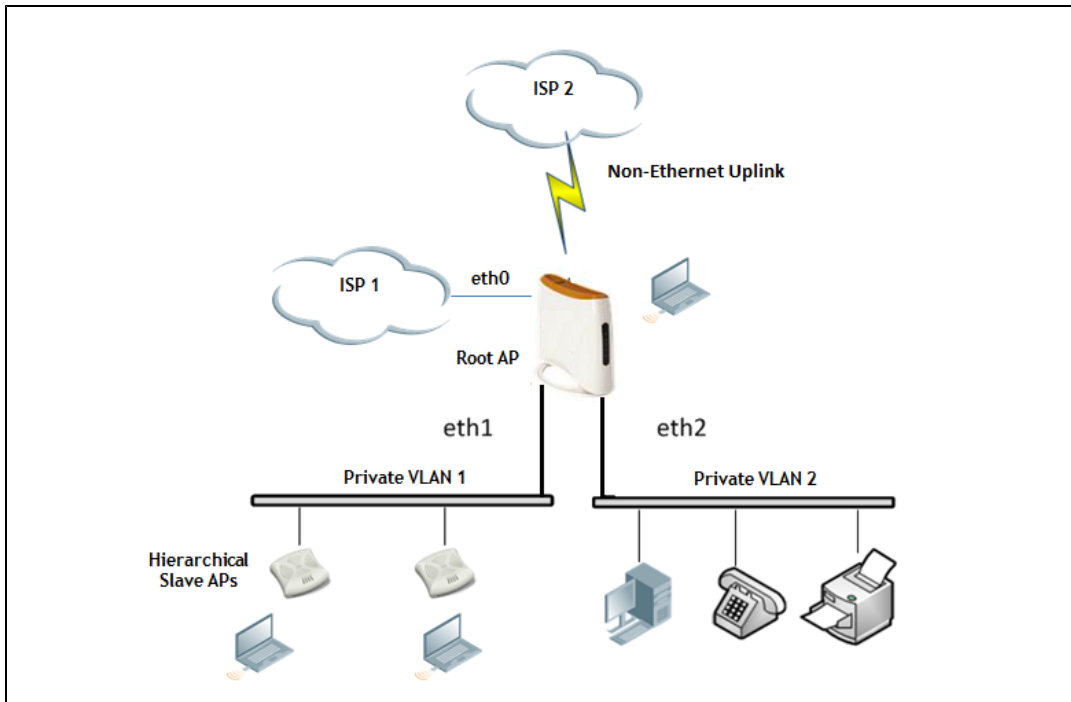 ISP 2
Non-Ethernet Uplink
ISP 1
eth0
Root AP
eth1
eth2
Private VLAN 1
Private VLAN 2
Hierarchical
Slave APs